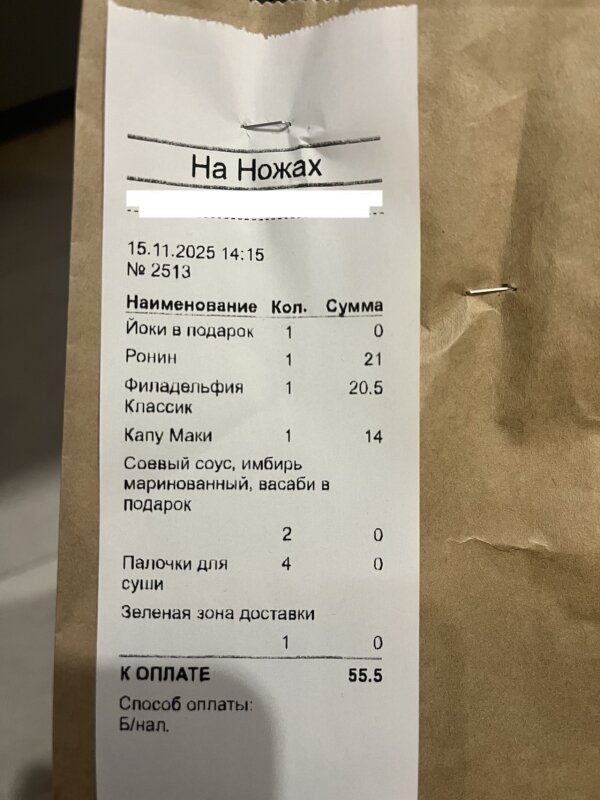 На Ножах
15.11.2025 14:15
№ 2513
Наименование Кол. Сумма
Йоки в подарок 1 0
Ронин 1 21
Филадельфия 1 20.5
Классик
Капу Маки 1 14
Соевый соус, имбирь
маринованный, васаби в
подарок
2 0
Палочки для 4 0
суши
Зеленая зона доставки
1 0
К ОПЛАТЕ 55.5
Способ оплаты:
Б/нал.